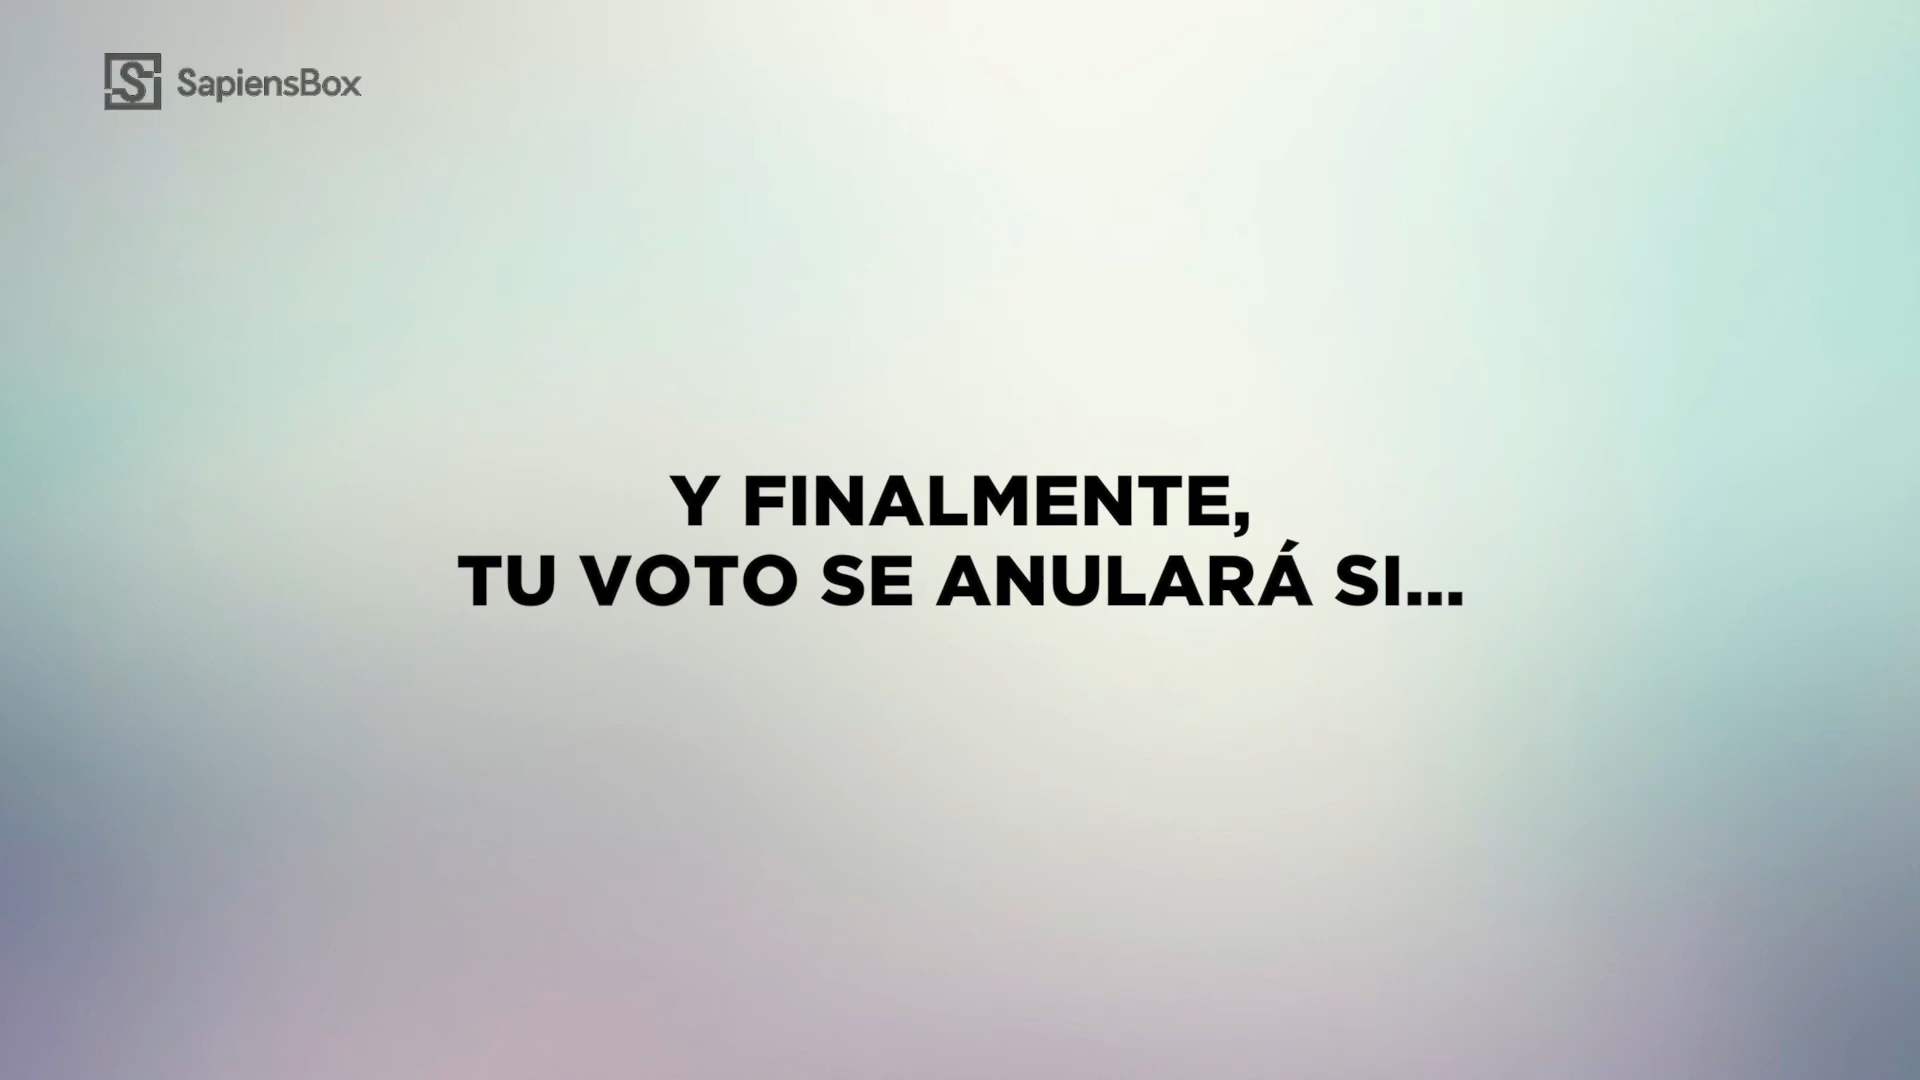 SapiensBox
Y FINALMENTE,
TU VOTO SE ANULARÁ SI...